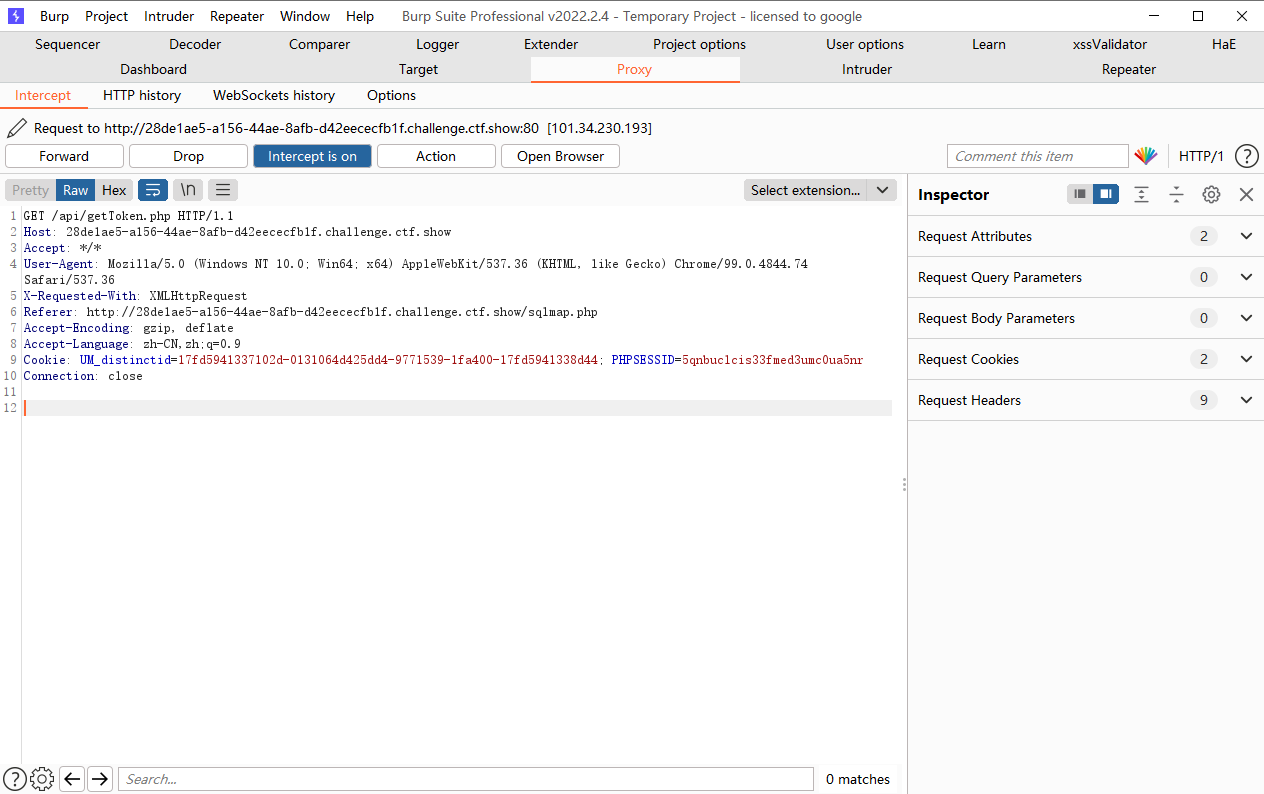 Burp Project Intruder Repeater Window Help Burp Suite Professional v2022.2.4 - Temporary Project - licensed to google
Sequencer Decoder Comparer Logger Extender Project options User options Learn xssValidator HaE
Dashboard Target Proxy Intruder Repeater
Intercept HTTP history WebSockets history Options
Request to http://28de1ae5-a156-44ae-8afb-d42eececfb1f.challenge.ctf.show:80 [101.34.230.193]
Forward Drop Intercept is on Action Open Browser Comment this item HTTP/1 ?
Pretty Raw Hex \n Select extension... Inspector
1 GET /api/getToken.php HTTP/1.1
2 Host: 28de1ae5-a156-44ae-8afb-d42eececfb1f.challenge.ctf.show
3 Accept: */*
4 User-Agent: Mozilla/5.0 (Windows NT 10.0; Win64; x64) AppleWebKit/537.36 (KHTML, like Gecko) Chrome/99.0.4844.74
Safari/537.36
5 X-Requested-With: XMLHttpRequest
6 Referer: http://28de1ae5-a156-44ae-8afb-d42eececfb1f.challenge.ctf.show/sqlmap.php
7 Accept-Encoding: gzip, deflate
8 Accept-Language: zh-CN,zh;q=0.9
9 Cookie: UM_distinctid=17fd5941337102d-0131064d425dd4-9771539-1fa400-17fd5941338d44; PHPSESSID=5qnbuclcis33fmed3umc0ua5nr
10 Connection: close
11
12
Request Attributes 2
Request Query Parameters 0
Request Body Parameters 0
Request Cookies 2
Request Headers 9
? Search... 0 matches